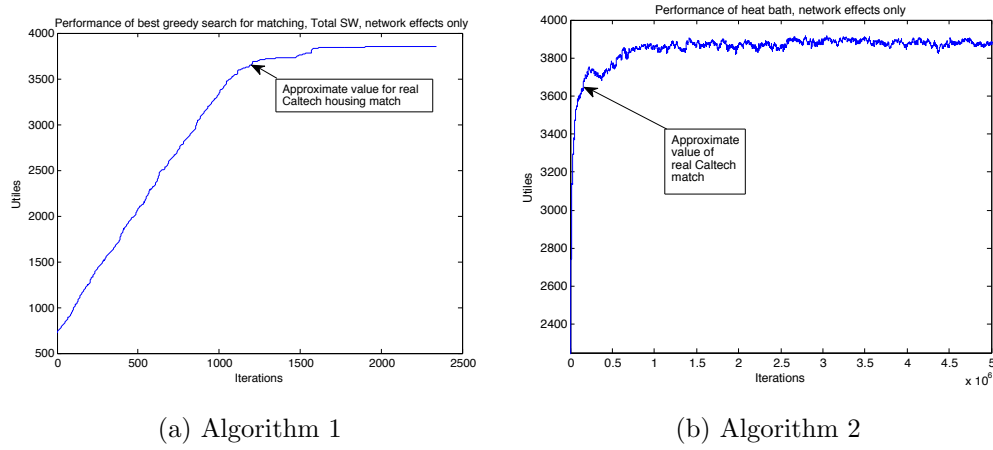 Performance of best greedy search for matching, Total SW, network effects only
4000
3500
3000
2500
2000
1500
1000
500
Utiles
Approximate value for real
Caltech housing match
0
500
1000
1500
2000
2500
Iterations
(a) Algorithm 1
Performance of heat bath, network effects only
4000
3800
3600
3400
3200
3000
2800
2600
2400
Utiles
Approximate
value of
real Caltech
match
0
0.5
1
1.5
2
2.5
3
3.5
4
4.5
5
x 10^6
Iterations
(b) Algorithm 2